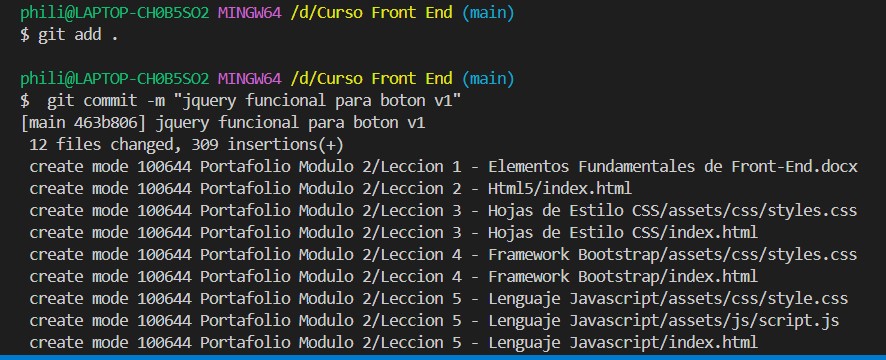 phili@LAPTOP-CH0B5SO2 MINGW64 /d/Curso Front End (main)
$ git add .
phili@LAPTOP-CH0B5SO2 MINGW64 /d/Curso Front End (main)
$  git commit -m "jquery funcional para boton v1"
[main 463b806] jquery funcional para boton v1
 12 files changed, 309 insertions(+)
 create mode 100644 Portafolio Modulo 2/Leccion 1 - Elementos Fundamentales de Front-End.docx
 create mode 100644 Portafolio Modulo 2/Leccion 2 - Html5/index.html
 create mode 100644 Portafolio Modulo 2/Leccion 3 - Hojas de Estilo CSS/assets/css/styles.css
 create mode 100644 Portafolio Modulo 2/Leccion 3 - Hojas de Estilo CSS/index.html
 create mode 100644 Portafolio Modulo 2/Leccion 4 - Framework Bootstrap/assets/css/styles.css
 create mode 100644 Portafolio Modulo 2/Leccion 4 - Framework Bootstrap/index.html
 create mode 100644 Portafolio Modulo 2/Leccion 5 - Lenguaje Javascript/assets/css/style.css
 create mode 100644 Portafolio Modulo 2/Leccion 5 - Lenguaje Javascript/assets/js/script.js
 create mode 100644 Portafolio Modulo 2/Leccion 5 - Lenguaje Javascript/index.html